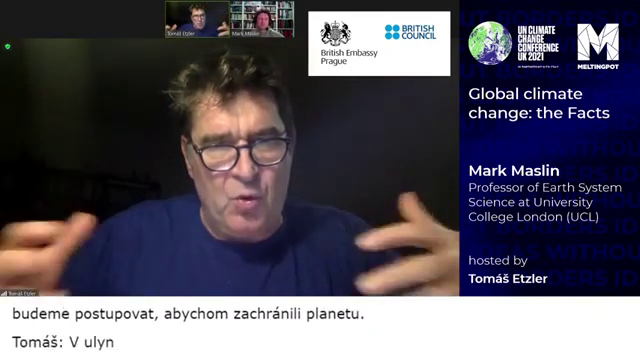 Tomáš Etzler
Mark Maslin
British Embassy
Prague
BRITISH
COUNCIL
UN CLIMATE
CHANGE
CONFERENCE
UK 2021
MELTINGPOT
Global climate
change: the Facts
Mark Maslin
Professor of Earth System
Science at University
College London (UCL)
hosted by
Tomáš Etzler
Tomáš Etzler
budeme postupovat, abychom zachránili planetu.
Tomáš: V ulyn